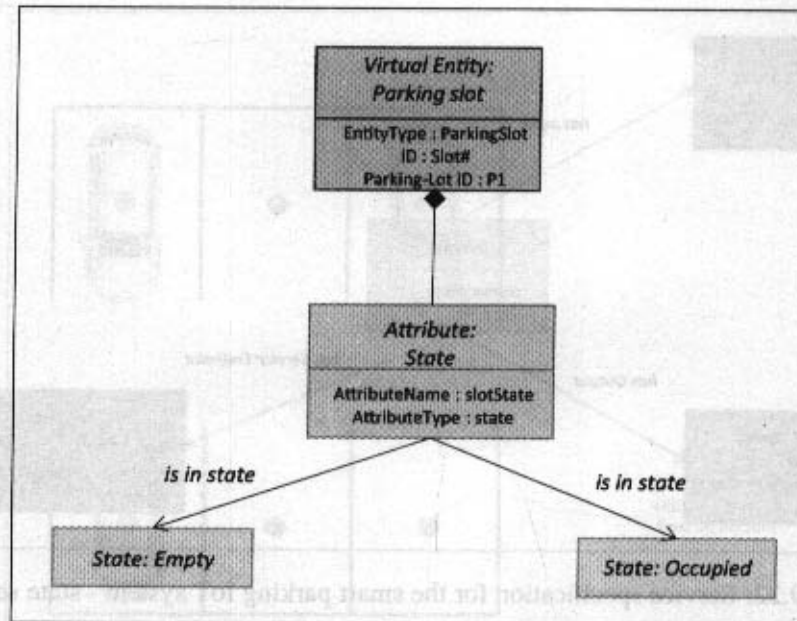 Virtual Entity:
Parking slot
EntityType : ParkingSlot
ID : Slot#
Parking-Lot ID : P1
Attribute:
State
AttributeName : slotState
AttributeType : state
is in state
is in state
State: Empty
State: Occupied